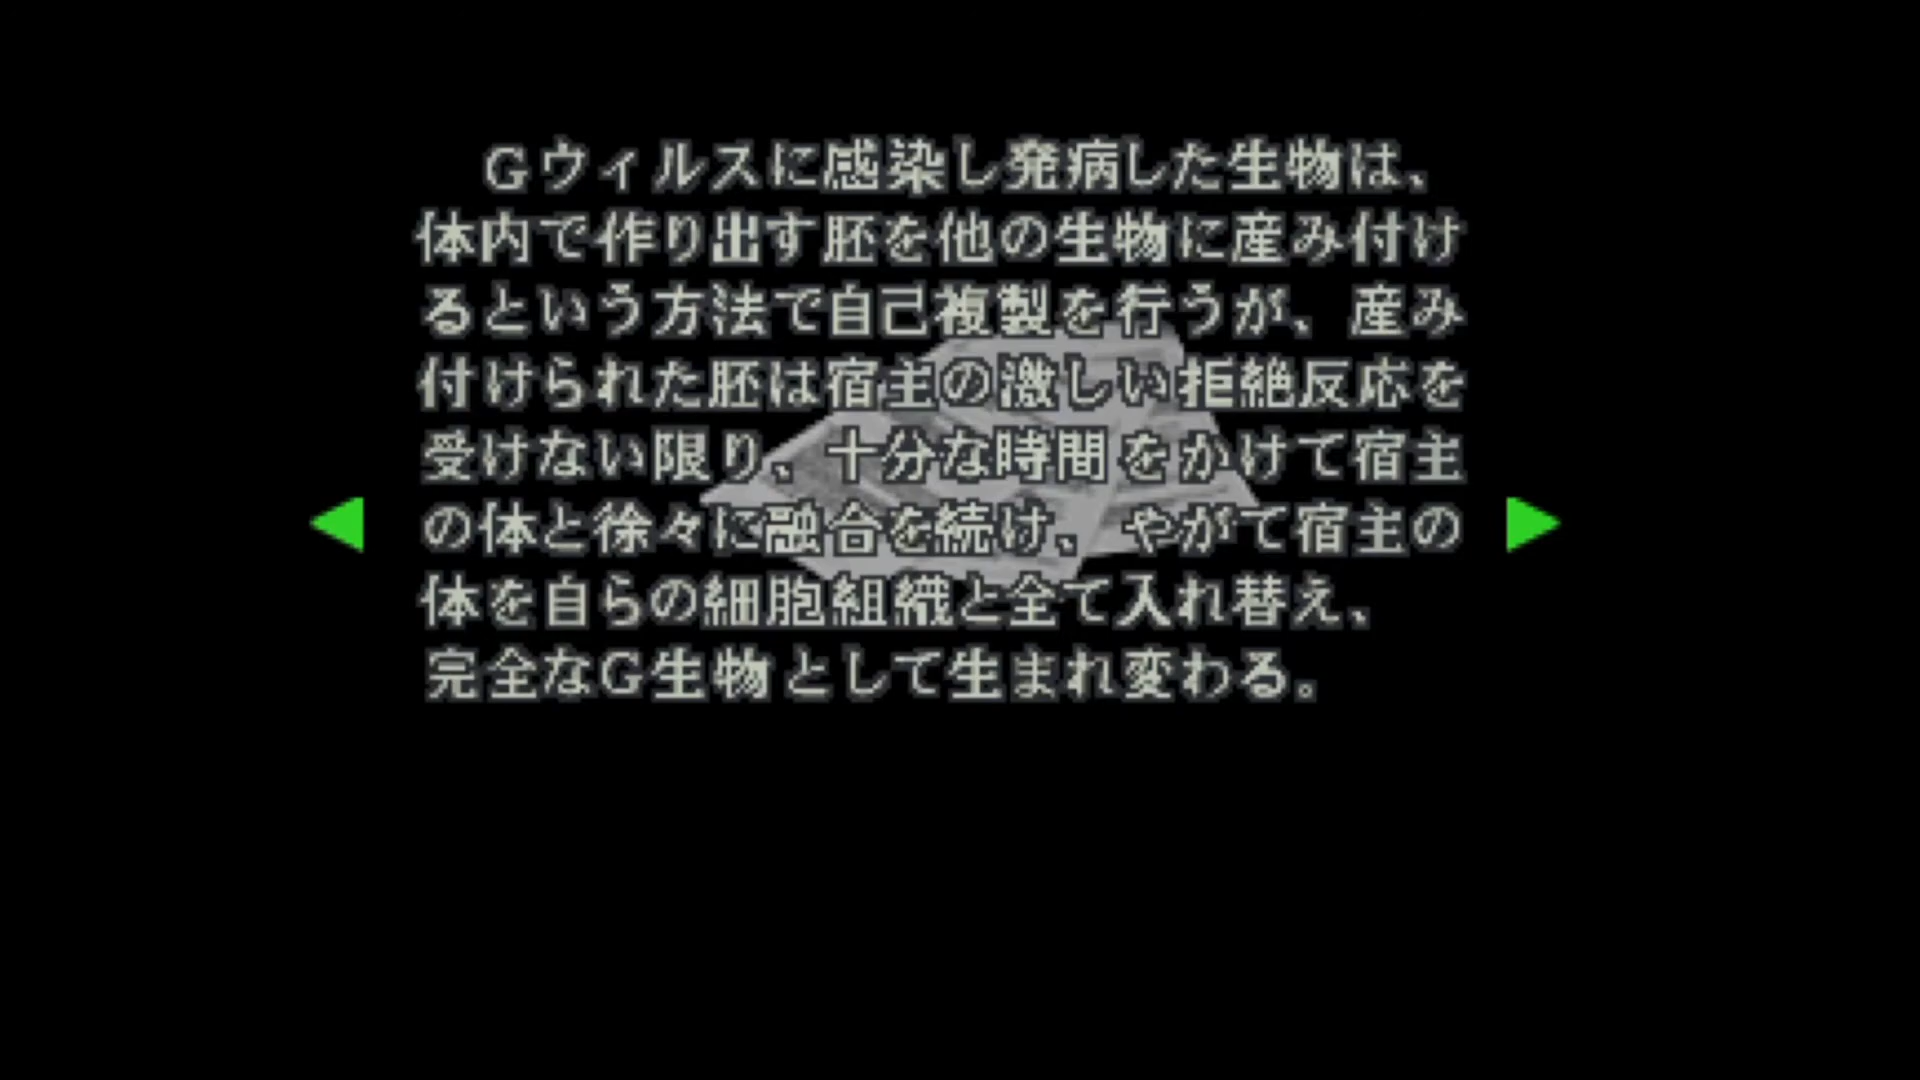 Gウィルスに感染し発病した生物は、
体内で作り出す胚を他の生物に産み付け
るという方法で自己複製を行うが、産み
付けられた胚は宿主の激しい拒絶反応を
受けない限り、十分な時間をかけて宿主
の体と徐々に融合を続け、やがて宿主の
体を自らの細胞組織と全て入れ替え、
完全なG生物として生まれ変わる。